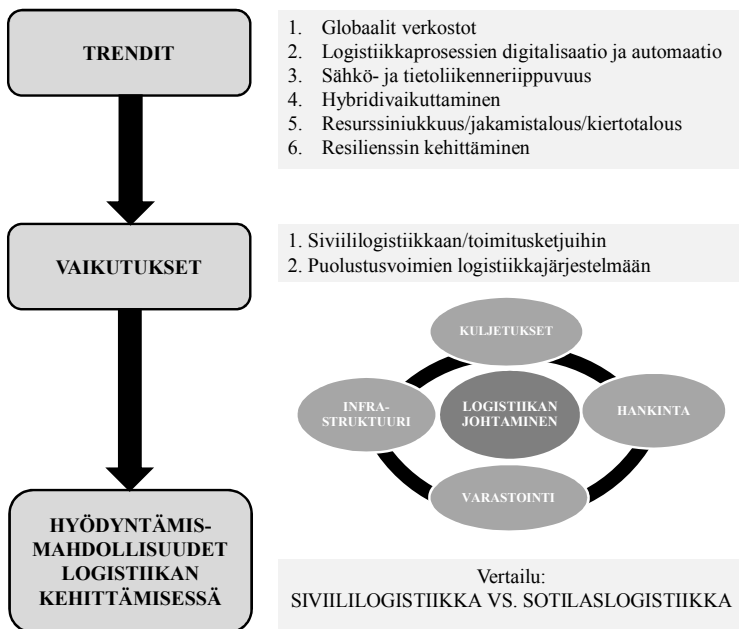 TRENDIT
1. Globaalit verkostot
2. Logistiikkaprosessien digitalisaatio ja automaatio
3. Sähkö- ja tietoliikenneriippuvuus
4. Hybridivaikuttaminen
5. Resurssiniukkuus/jakamistalous/kiertotalous
6. Resilienssin kehittäminen
VAIKUTUKSET
1. Siviililogistiikkaan/toimitusketjuihin
2. Puolustusvoimien logistiikkajärjestelmään
KULJETUKSET
INFRA-
STRUKTUURI
LOGISTIIKAN
JOHTAMINEN
HANKINTA
VARASTOINTI
HYÖDYNTÄMIS-
MAHDOLLISUUDET
LOGISTIIKAN
KEHITTÄMISESSÄ
Vertailu:
SIVIILILOGISTIIKKA VS. SOTILASLOGISTIIKKA